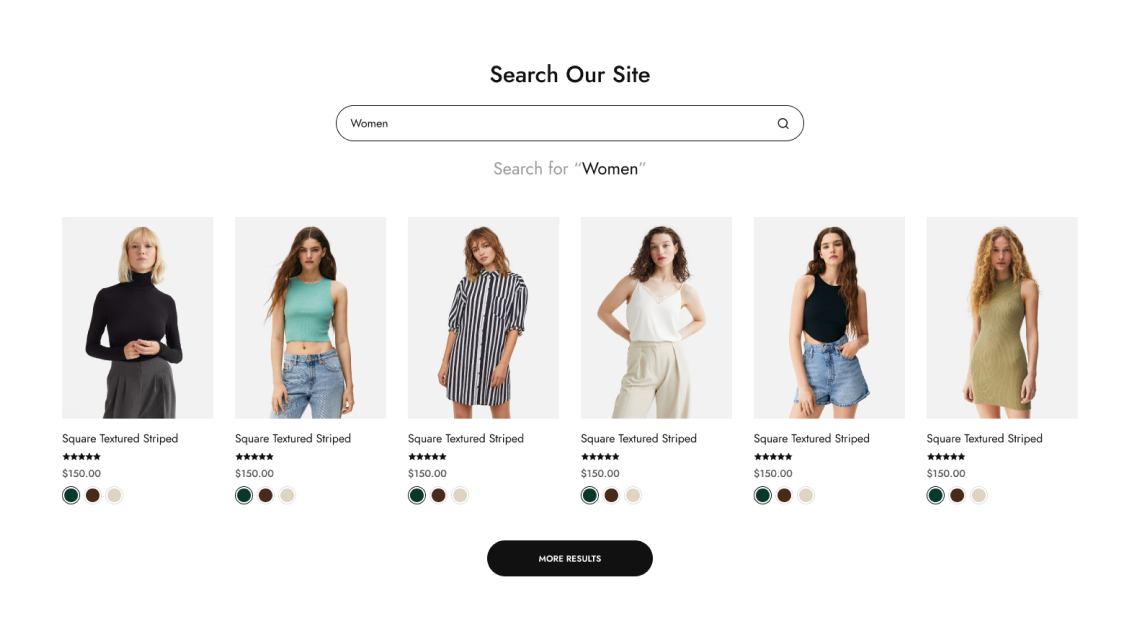 Search Our Site
Women
Search for “Women”
Square Textured Striped
$150.00
Square Textured Striped
$150.00
Square Textured Striped
$150.00
Square Textured Striped
$150.00
Square Textured Striped
$150.00
Square Textured Striped
$150.00
MORE RESULTS